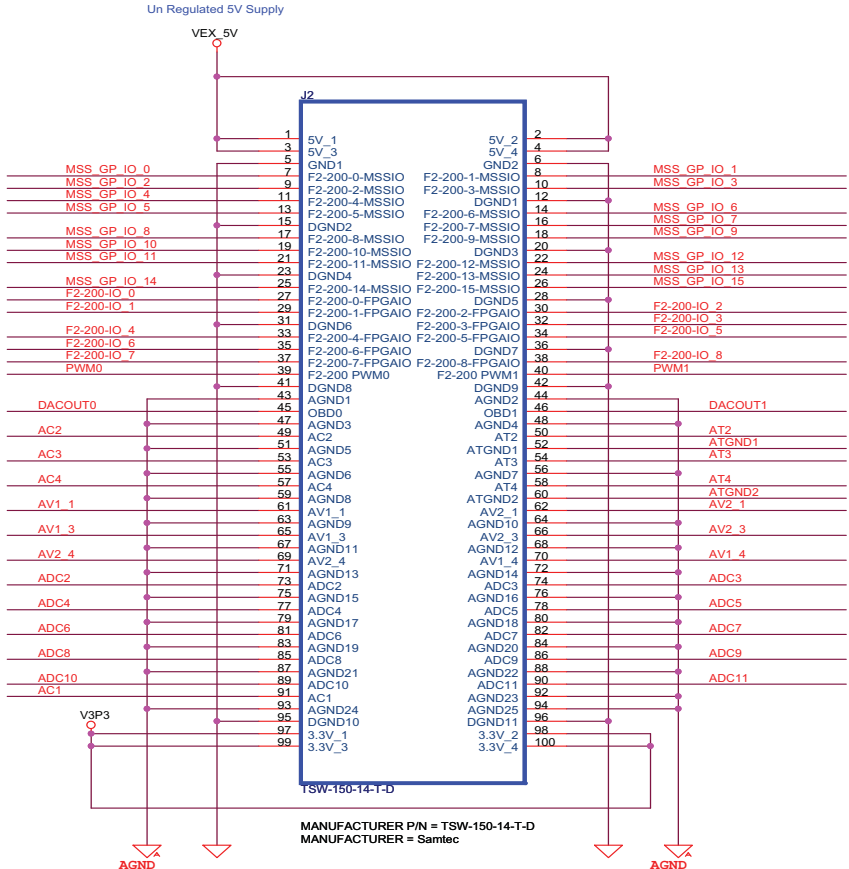 Un Regulated 5V Supply
VEX_5V
J2
1 5V_1 5V_2 2
3 5V_3 5V_4 4
5 GND1 GND2 6
MSS_GP_IO_0 7 F2-200-0-MSSIO F2-200-1-MSSIO 8 MSS_GP_IO_1
MSS_GP_IO_2 9 F2-200-2-MSSIO F2-200-3-MSSIO 10 MSS_GP_IO_3
MSS_GP_IO_4 11 F2-200-4-MSSIO DGND1 12
MSS_GP_IO_5 13 F2-200-5-MSSIO F2-200-6-MSSIO 14 MSS_GP_IO_6
15 DGND2 F2-200-7-MSSIO 16 MSS_GP_IO_7
MSS_GP_IO_8 17 F2-200-8-MSSIO F2-200-9-MSSIO 18 MSS_GP_IO_9
MSS_GP_IO_10 19 F2-200-10-MSSIO DGND3 20
MSS_GP_IO_11 21 F2-200-11-MSSIO F2-200-12-MSSIO 22 MSS_GP_IO_12
23 DGND4 F2-200-13-MSSIO 24 MSS_GP_IO_13
MSS_GP_IO_14 25 F2-200-14-MSSIO F2-200-15-MSSIO 26 MSS_GP_IO_15
F2-200-IO_0 27 F2-200-0-FPGAIO DGND5 28
F2-200-IO_1 29 F2-200-1-FPGAIO F2-200-2-FPGAIO 30 F2-200-IO_2
31 DGND6 F2-200-3-FPGAIO 32 F2-200-IO_3
F2-200-IO_4 33 F2-200-4-FPGAIO F2-200-5-FPGAIO 34 F2-200-IO_5
F2-200-IO_6 35 F2-200-6-FPGAIO DGND7 36
F2-200-IO_7 37 F2-200-7-FPGAIO F2-200-8-FPGAIO 38 F2-200-IO_8
PWM0 39 F2-200 PWM0 F2-200 PWM1 40 PWM1
41 DGND8 DGND9 42
43 AGND1 AGND2 44
DACOUT0 45 OBD0 OBD1 46 DACOUT1
47 AGND3 AGND4 48
AC2 49 AC2 AT2 50 AT2
51 AGND5 ATGND1 52 ATGND1
AC3 53 AC3 AT3 54 AT3
55 AGND6 AGND7 56
AC4 57 AC4 AT4 58 AT4
59 AGND8 ATGND2 60 ATGND2
AV1_1 61 AV1_1 AV2_1 62 AV2_1
63 AGND9 AGND10 64
AV1_3 65 AV1_3 AV2_3 66 AV2_3
67 AGND11 AGND12 68
AV2_4 69 AV2_4 AV1_4 70 AV1_4
71 AGND13 AGND14 72
ADC2 73 ADC2 ADC3 74 ADC3
75 AGND15 AGND16 76
ADC4 77 ADC4 ADC5 78 ADC5
79 AGND17 AGND18 80
ADC6 81 ADC6 ADC7 82 ADC7
83 AGND19 AGND20 84
ADC8 85 ADC8 ADC9 86 ADC9
87 AGND21 AGND22 88
ADC10 89 ADC10 ADC11 90 ADC11
AC1 91 AC1 AGND23 92
93 AGND24 AGND25 94
V3P3 95 DGND10 DGND11 96
97 3.3V_1 3.3V_2 98
99 3.3V_3 3.3V_4 100
TSW-150-14-T-D
MANUFACTURER P/N = TSW-150-14-T-D
MANUFACTURER = Samtec
A A
AGND AGND